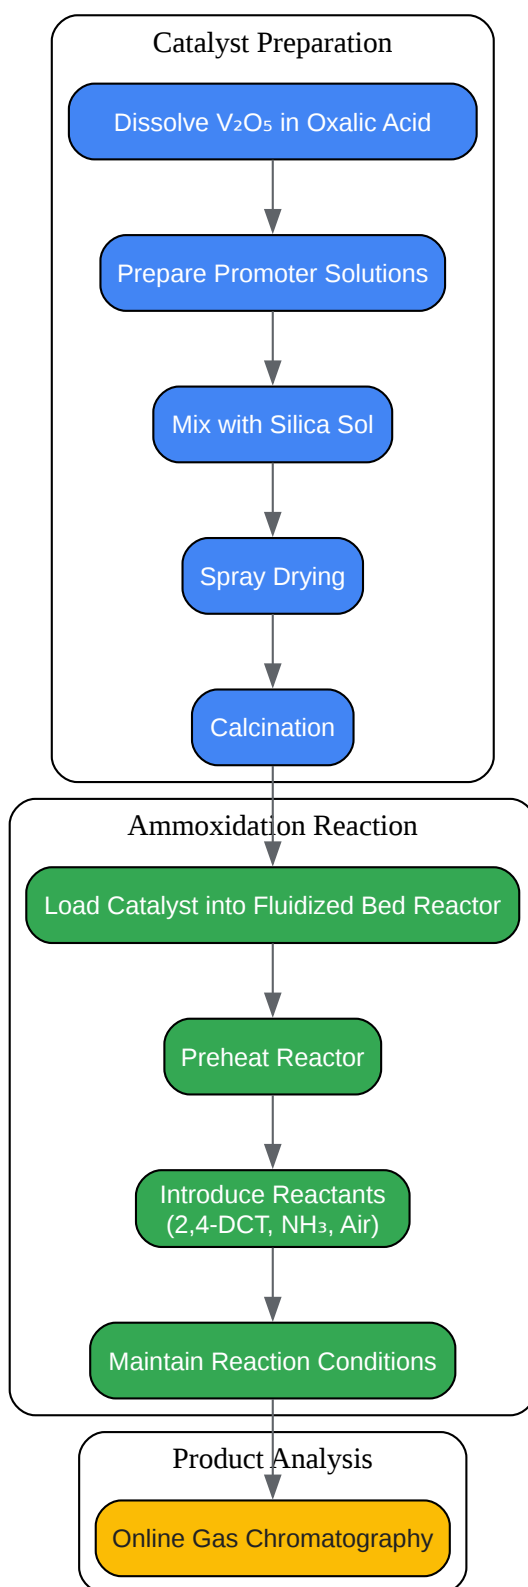 Catalyst Preparation
Dissolve V₂O₅ in Oxalic Acid
Prepare Promoter Solutions
Mix with Silica Sol
Spray Drying
Calcination
Ammoxidation Reaction
Load Catalyst into Fluidized Bed Reactor
Preheat Reactor
Introduce Reactants
(2,4-DCT, NH₃, Air)
Maintain Reaction Conditions
Product Analysis
Online Gas Chromatography